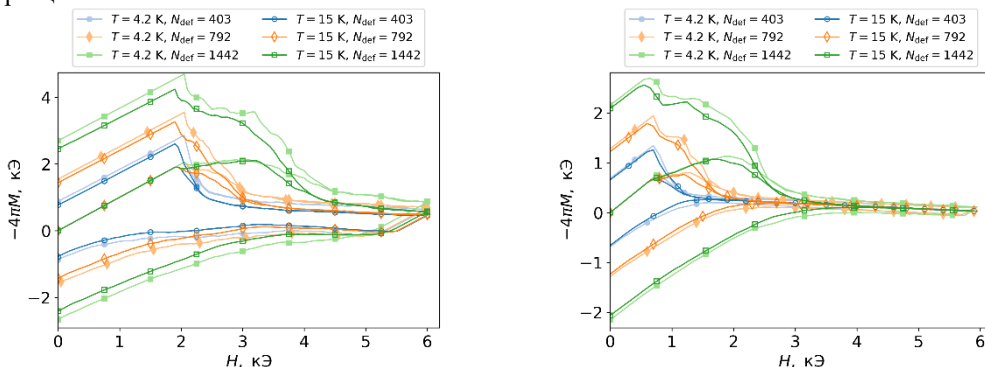 T = 4.2 K, N_def = 403 T = 15 K, N_def = 403
T = 4.2 K, N_def = 792 T = 15 K, N_def = 792
T = 4.2 K, N_def = 1442 T = 15 K, N_def = 1442
4
2
0
−2
−4πM, кЭ
0 1 2 3 4 5 6
H, кЭ
T = 4.2 K, N_def = 403 T = 15 K, N_def = 403
T = 4.2 K, N_def = 792 T = 15 K, N_def = 792
T = 4.2 K, N_def = 1442 T = 15 K, N_def = 1442
2
1
0
−1
−2
−4πM, кЭ
0 1 2 3 4 5 6
H, кЭ